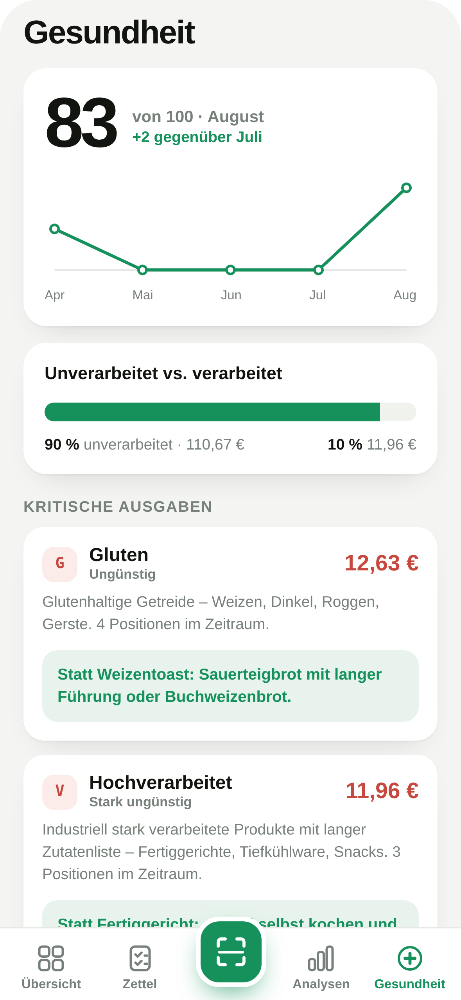 Gesundheit
83
von 100 · August
+2 gegenüber Juli
Apr Mai Jun Jul Aug
Unverarbeitet vs. verarbeitet
90 % unverarbeitet · 110,67 € 10 % 11,96 €
KRITISCHE AUSGABEN
G Gluten 12,63 €
Ungünstig
Glutenhaltige Getreide – Weizen, Dinkel, Roggen,
Gerste. 4 Positionen im Zeitraum.
Statt Weizentoast: Sauerteigbrot mit langer
Führung oder Buchweizenbrot.
V Hochverarbeitet 11,96 €
Stark ungünstig
Industriell stark verarbeitete Produkte mit langer
Zutatenliste – Fertiggerichte, Tiefkühlware, Snacks. 3
Positionen im Zeitraum.
Statt Fertiggericht: selbst kochen und
Übersicht Zettel Analysen Gesundheit